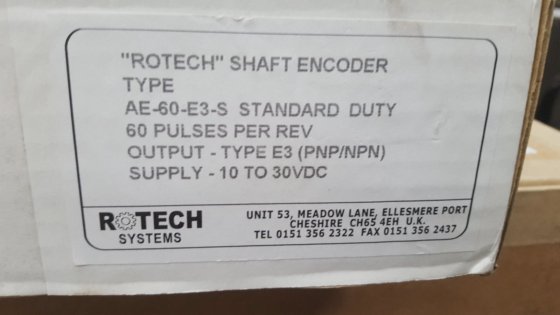 "ROTECH" SHAFT ENCODER
TYPE
AE-60-E3-S STANDARD DUTY
60 PULSES PER REV
OUTPUT - TYPE E3 (PNP/NPN)
SUPPLY - 10 TO 30VDC
ROTECH
SYSTEMS
UNIT 53, MEADOW LANE, ELLESMERE PORT
CHESHIRE CH65 4EH U.K.
TEL 0151 356 2322 FAX 0151 356 2437